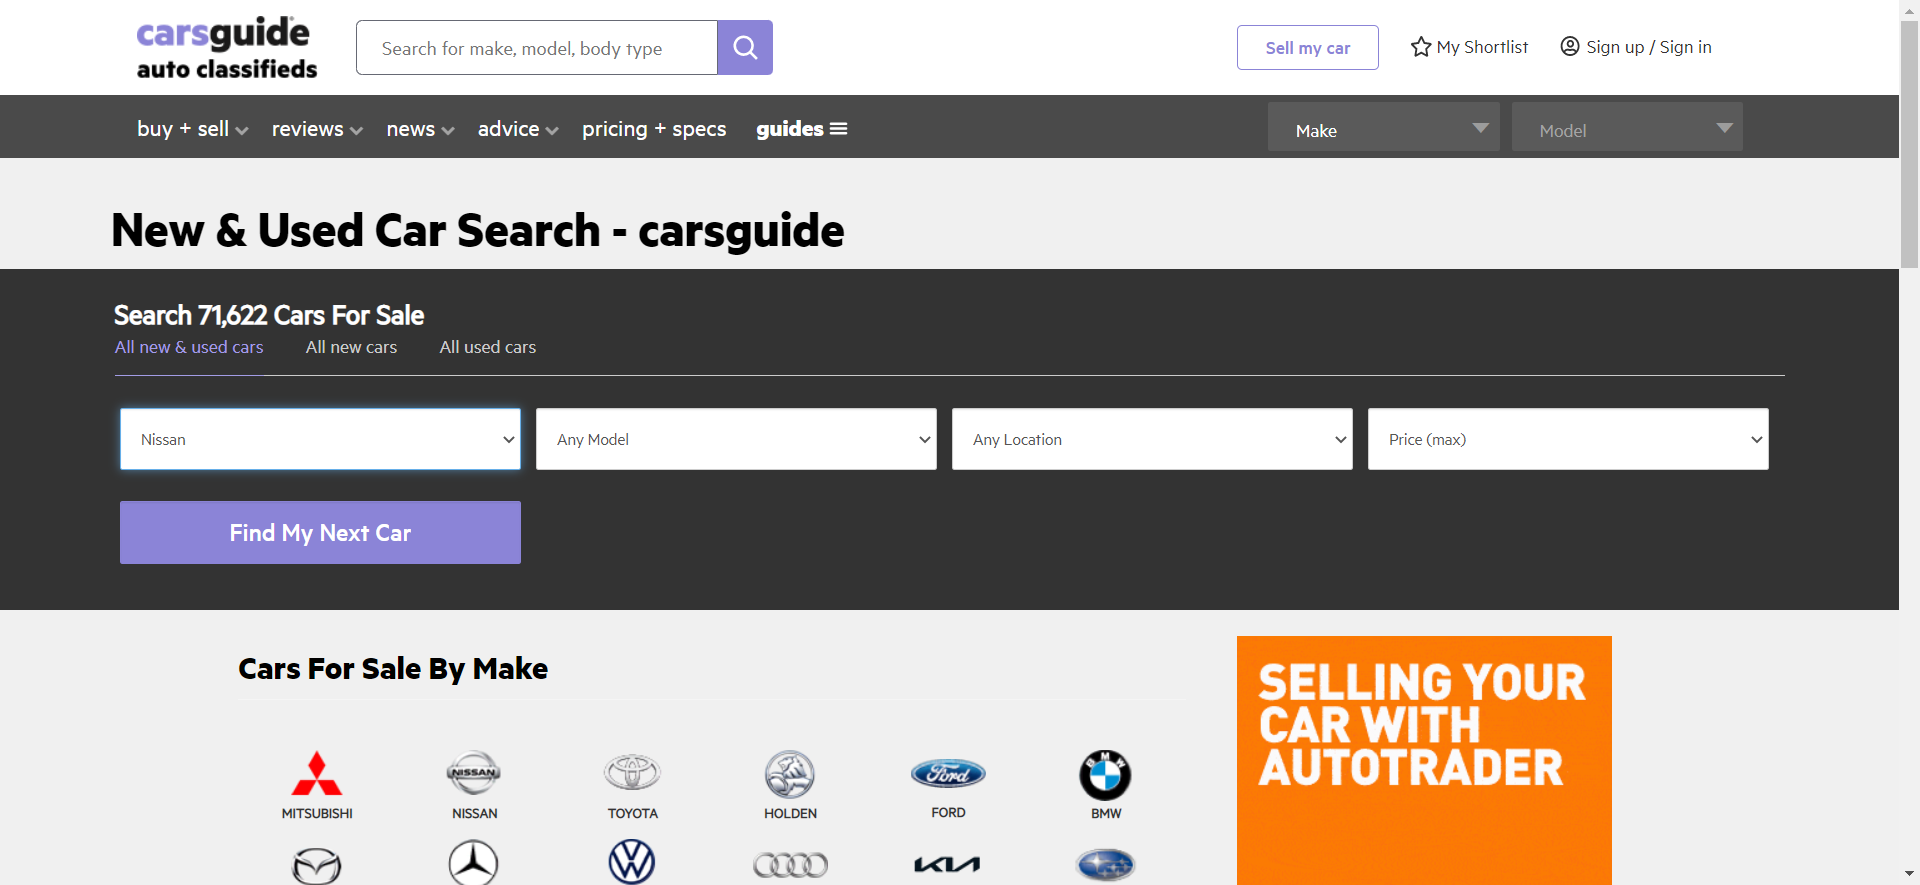 carsguide
auto classifieds
Search for make, model, body type
Sell my car
My Shortlist
Sign up / Sign in
buy + sell
reviews
news
advice
pricing + specs
guides
Make
Model
New & Used Car Search - carsguide
Search 71,622 Cars For Sale
All new & used cars
All new cars
All used cars
Nissan
Any Model
Any Location
Price (max)
Find My Next Car
Cars For Sale By Make
SELLING YOUR
CAR WITH
AUTOTRADER
NISSAN
Ford
BMW
MITSUBISHI
NISSAN
TOYOTA
HOLDEN
FORD
BMW
KIA